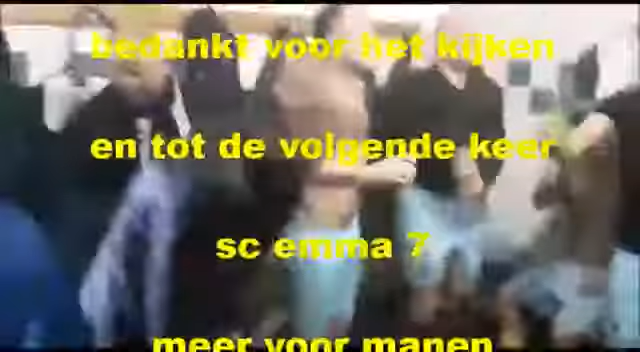 bedankt voor het kijken
en tot de volgende keer
sc emma 7
meer voor manen